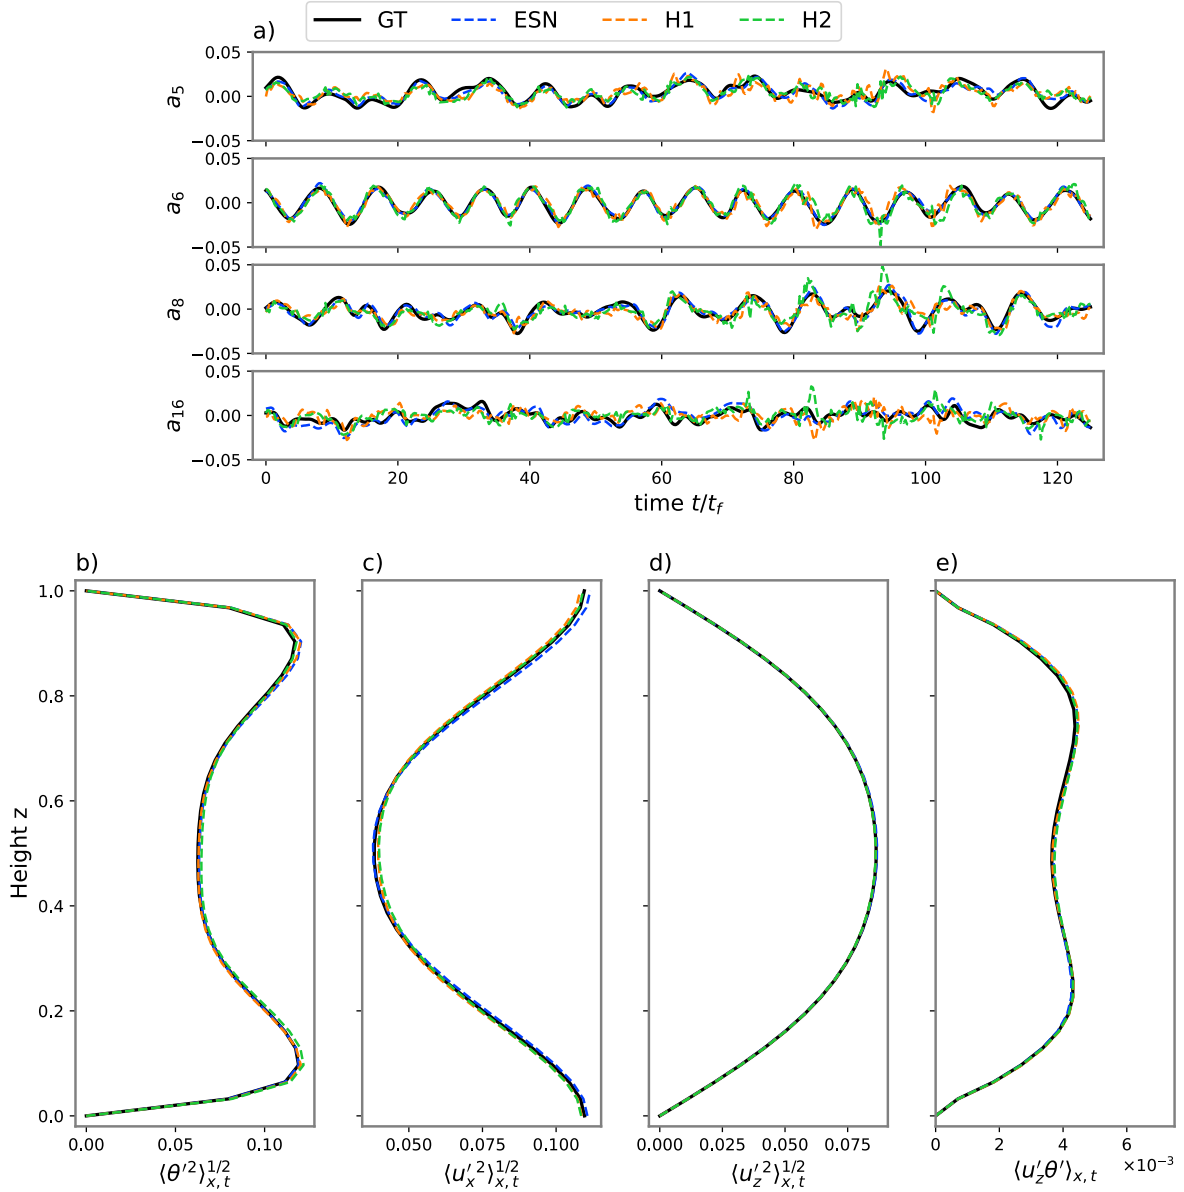 GT ESN H1 H2
a)
0.05
0.00
−0.05
a5
0.05
0.00
−0.05
a6
0.05
0.00
−0.05
a8
0.05
0.00
−0.05
a16
0 20 40 60 80 100 120
time t/tf
b) c) d) e)
1.0
0.8
0.6
0.4
0.2
0.0
Height z
0.00 0.05 0.10
0.050 0.075 0.100
0.000 0.025 0.050 0.075
0 2 4 6
×10⁻³
⟨θ′²⟩x,t^1/2
⟨u′x²⟩x,t^1/2
⟨u′z²⟩x,t^1/2
⟨u′zθ′⟩x,t